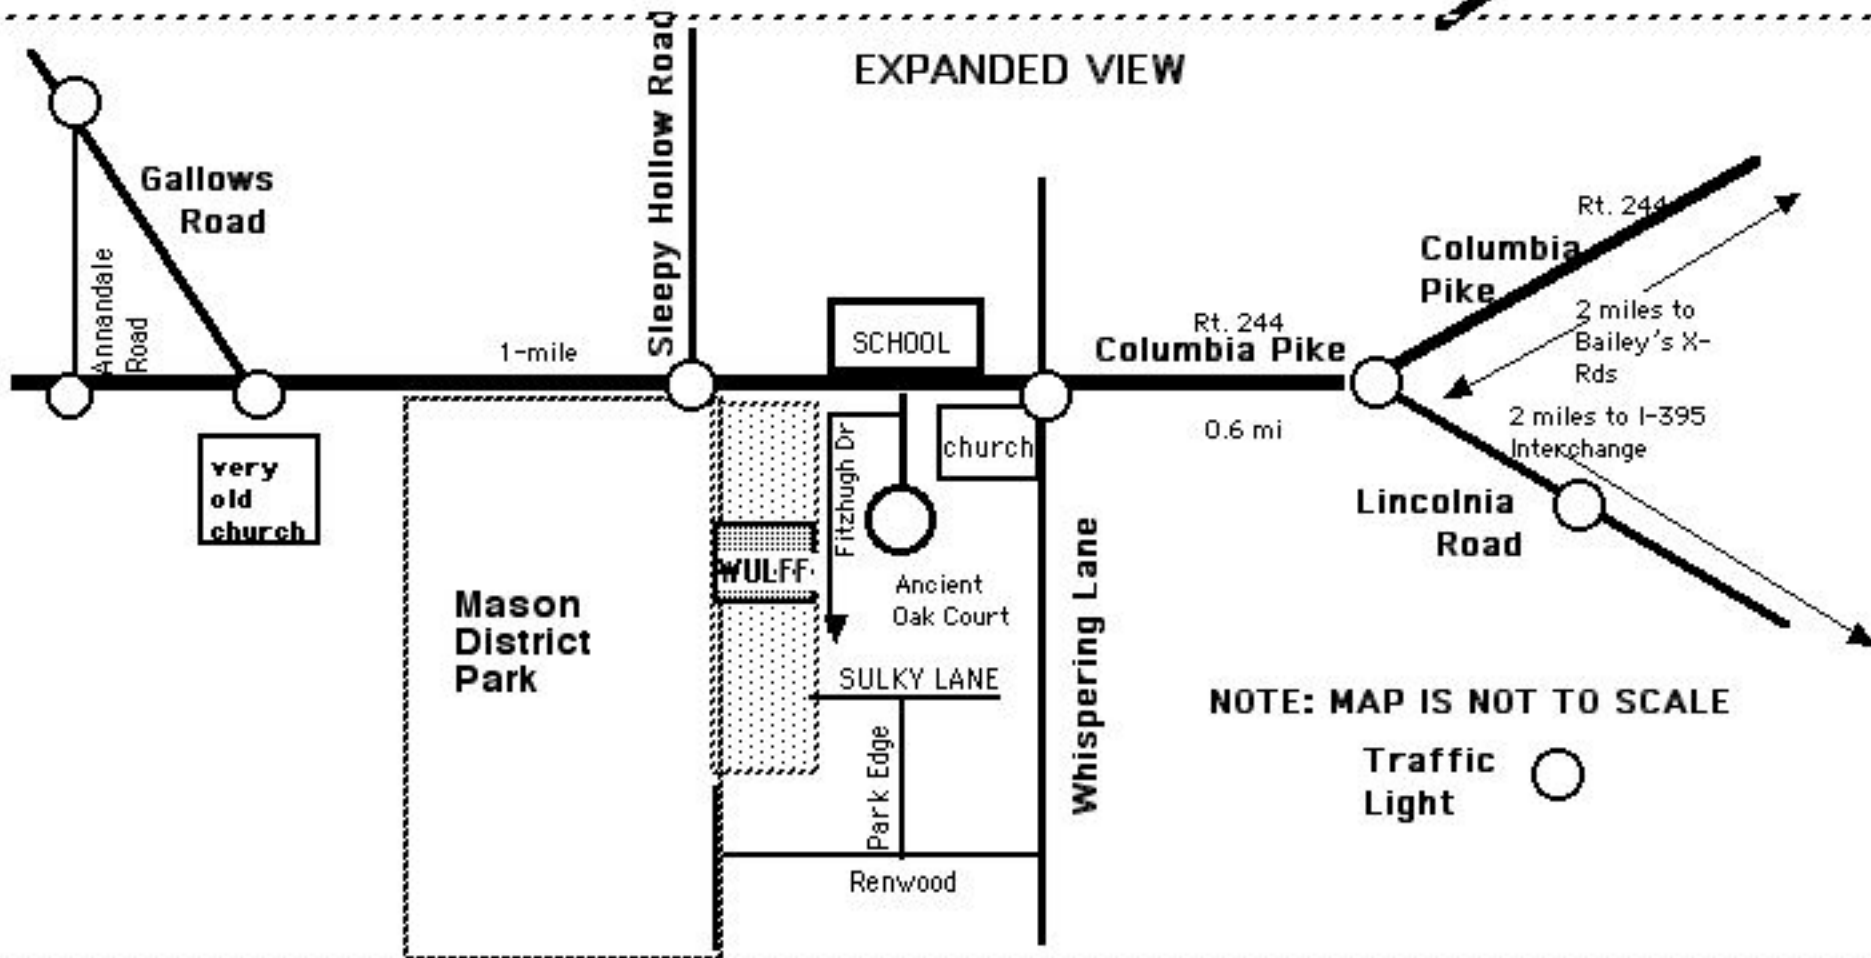 EXPANDED VIEW
Sleepy Hollow Road
Gallows
Road
Annandale
Road
1-mile
SCHOOL
Rt. 244
Columbia Pike
0.6 mi
Rt. 244
Columbia
Pike
2 miles to
Bailey's X-
Rds
2 miles to I-395
Interchange
Lincolnia
Road
very
old
church
church
Fitzhugh Dr
WULFF
Ancient
Oak Court
Mason
District
Park
SULKY LANE
Whispering Lane
Park Edge
Renwood
NOTE: MAP IS NOT TO SCALE
Traffic
Light